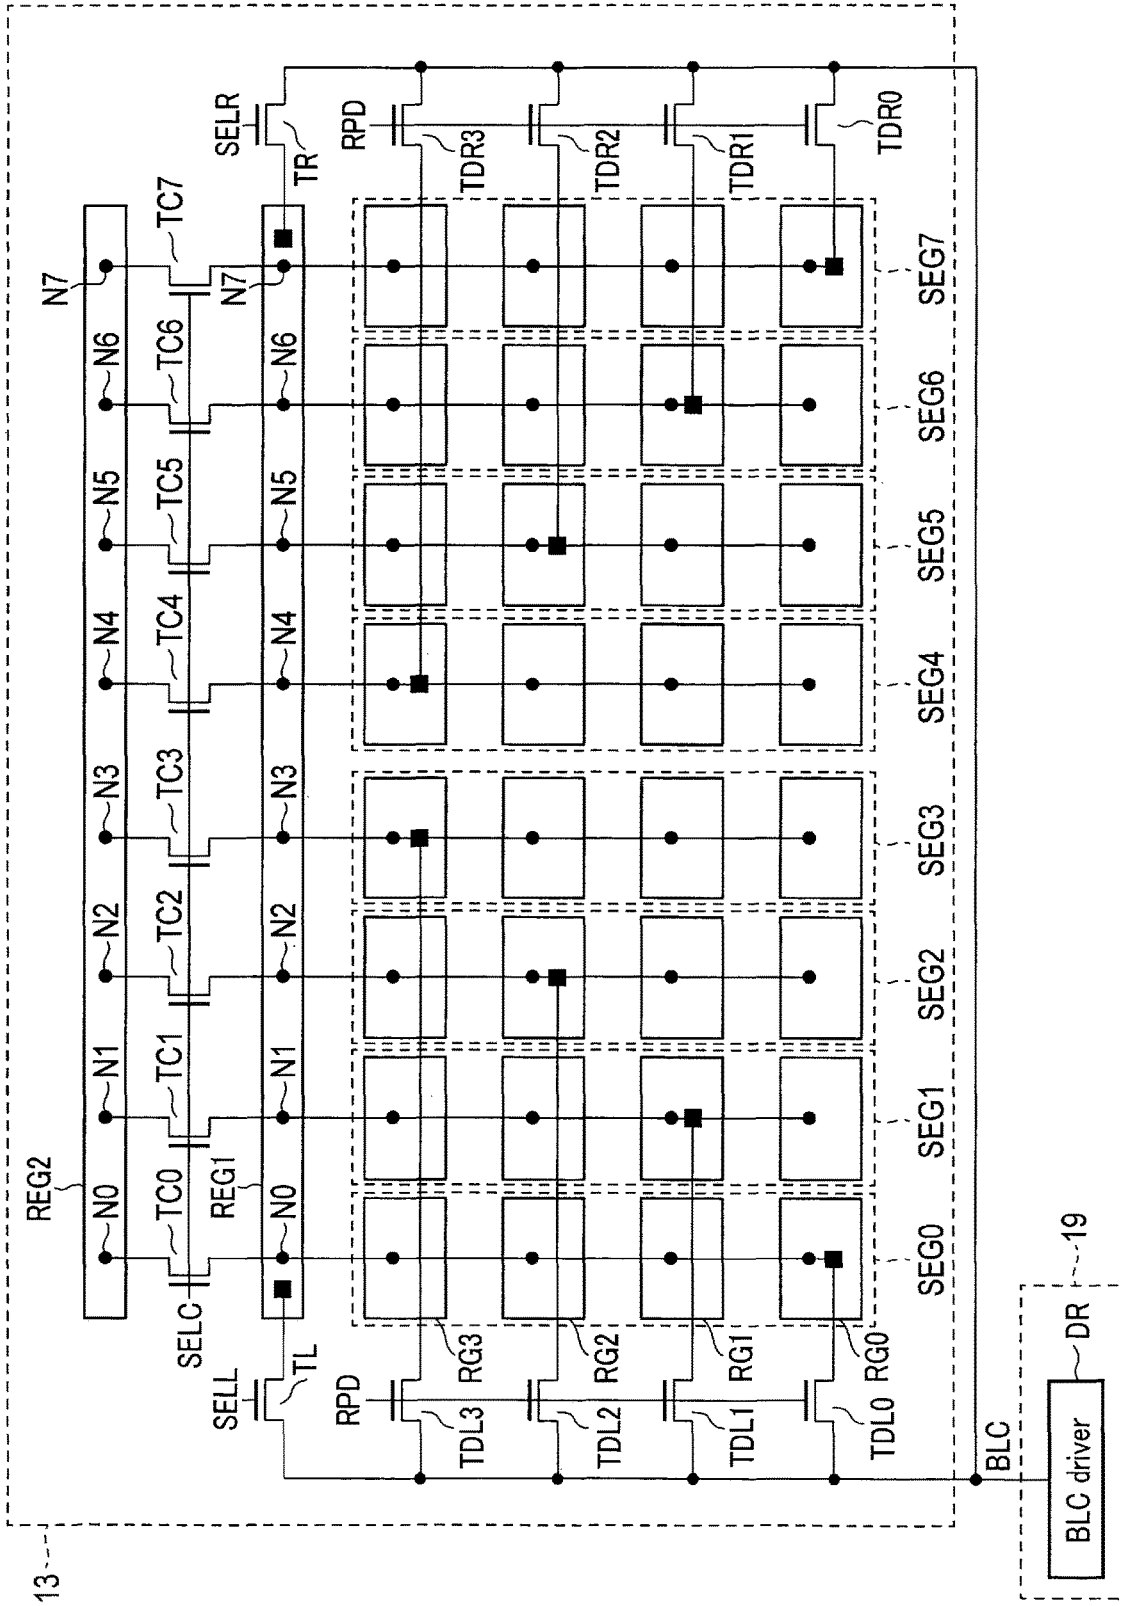 13
REG2
N0
N1
N2
N3
N4
N5
N6
N7
TC0
TC1
TC2
TC3
TC4
TC5
TC6
TC7
SELC
REG1
N0
N1
N2
N3
N4
N5
N6
N7
SELL
TL
SELR
TR
RPD
RPD
TDL3
RG3
TDR3
TDL2
RG2
TDR2
TDL1
RG1
TDR1
TDL0
RG0
TDR0
SEG0
SEG1
SEG2
SEG3
SEG4
SEG5
SEG6
SEG7
BLC
19
DR
BLC driver